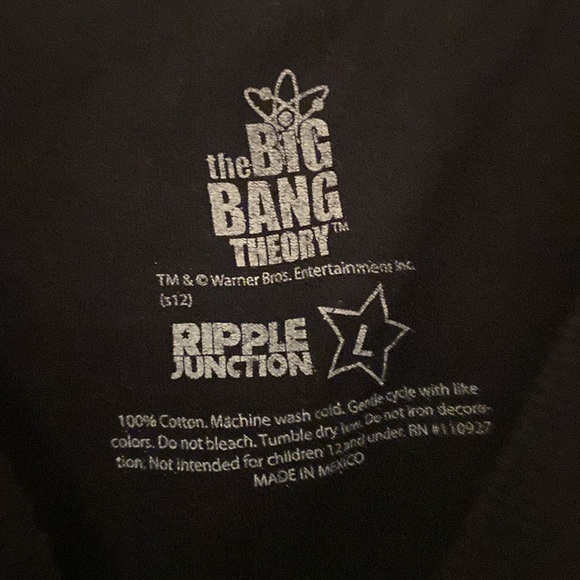 the BIG
BANG
THEORY™
TM & © Warner Bros. Entertainment Inc.
(s12)
RIPPLE
JUNCTION
L
100% Cotton. Machine wash cold. Gentle cycle with like
colors. Do not bleach. Tumble dry low. Do not iron decora-
tion. Not intended for children 12 and under. RN #110927
MADE IN MEXICO